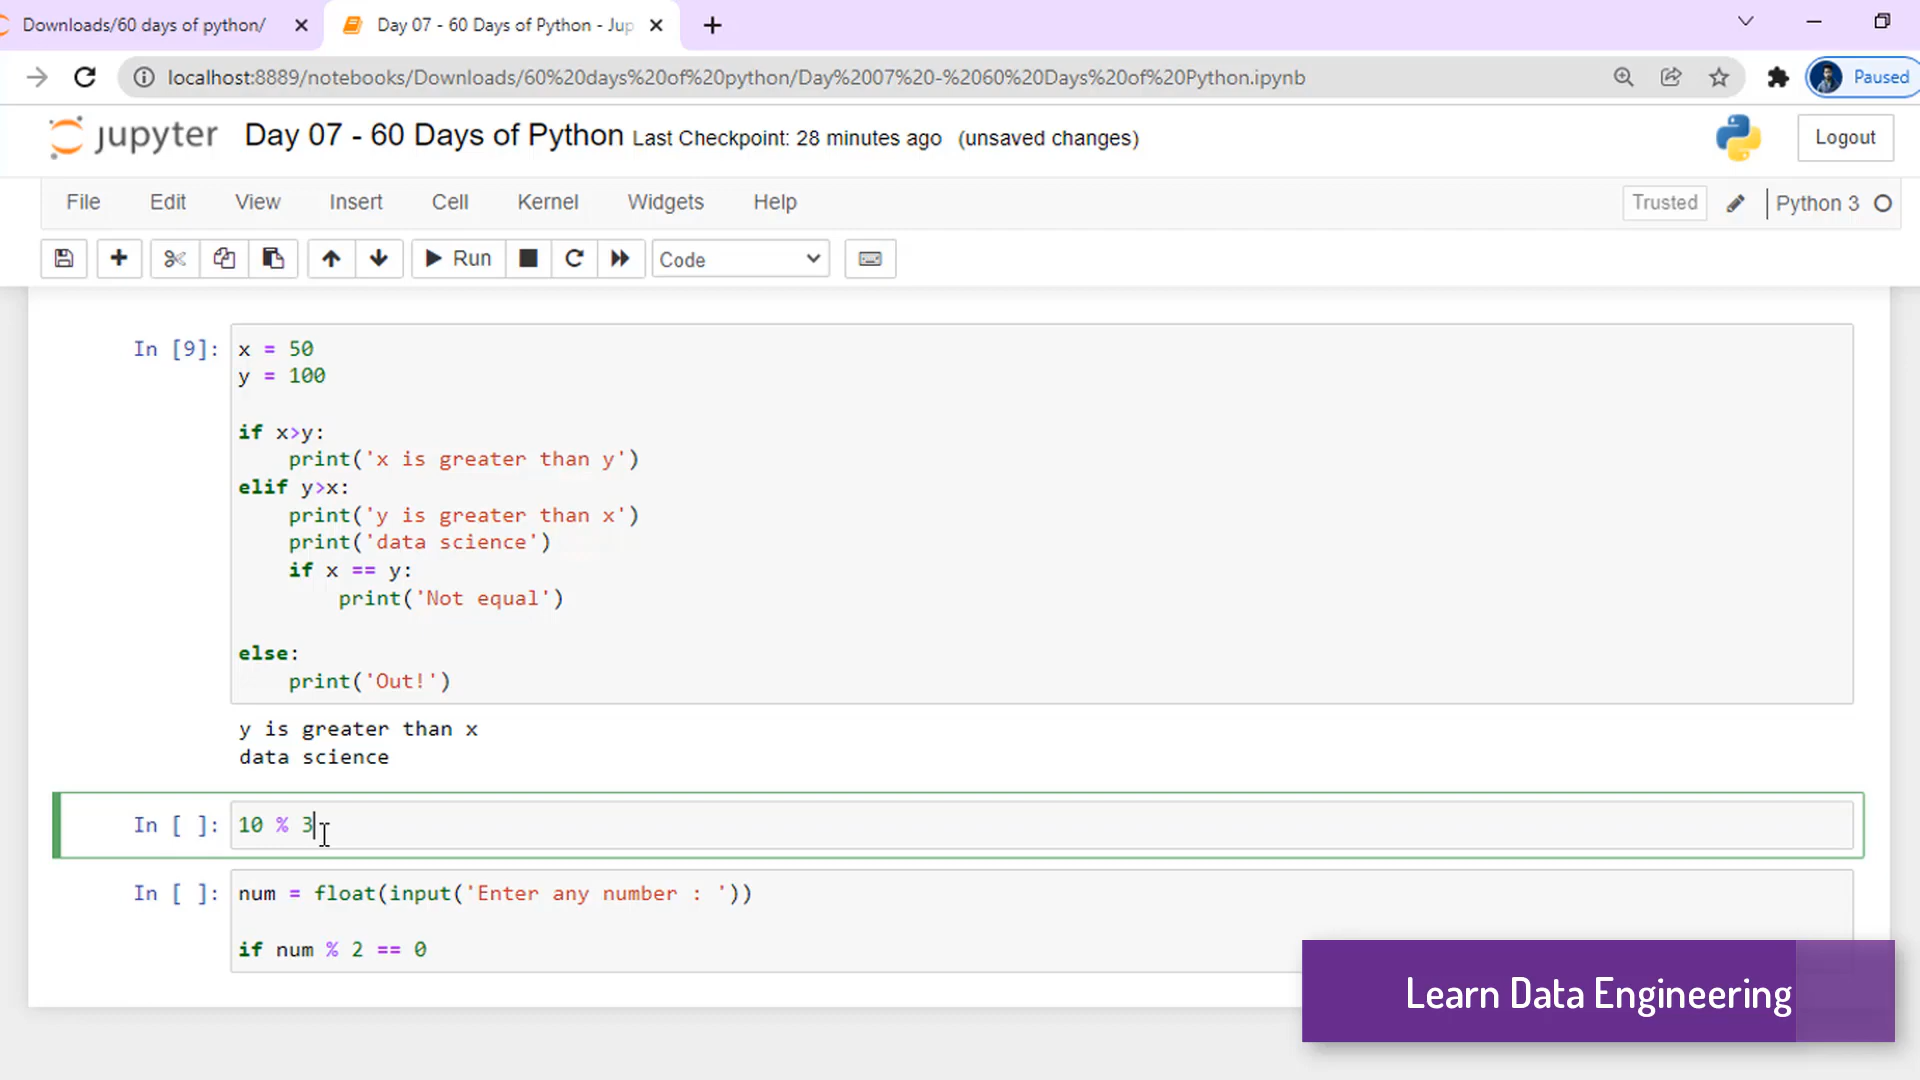 Downloads/60 days of python/
Day 07 - 60 Days of Python - Jup
localhost:8889/notebooks/Downloads/60%20days%20of%20python/Day%2007%20-%2060%20Days%20of%20Python.ipynb
Paused
jupyter Day 07 - 60 Days of Python Last Checkpoint: 28 minutes ago (unsaved changes)
Logout
File Edit View Insert Cell Kernel Widgets Help
Trusted Python 3
Run Code
In [9]: x = 50
y = 100
if x>y:
print('x is greater than y')
elif y>x:
print('y is greater than x')
print('data science')
if x == y:
print('Not equal')
else:
print('Out!')
y is greater than x
data science
In [ ]: 10 % 3
In [ ]: num = float(input('Enter any number : '))
if num % 2 == 0
Learn Data Engineering